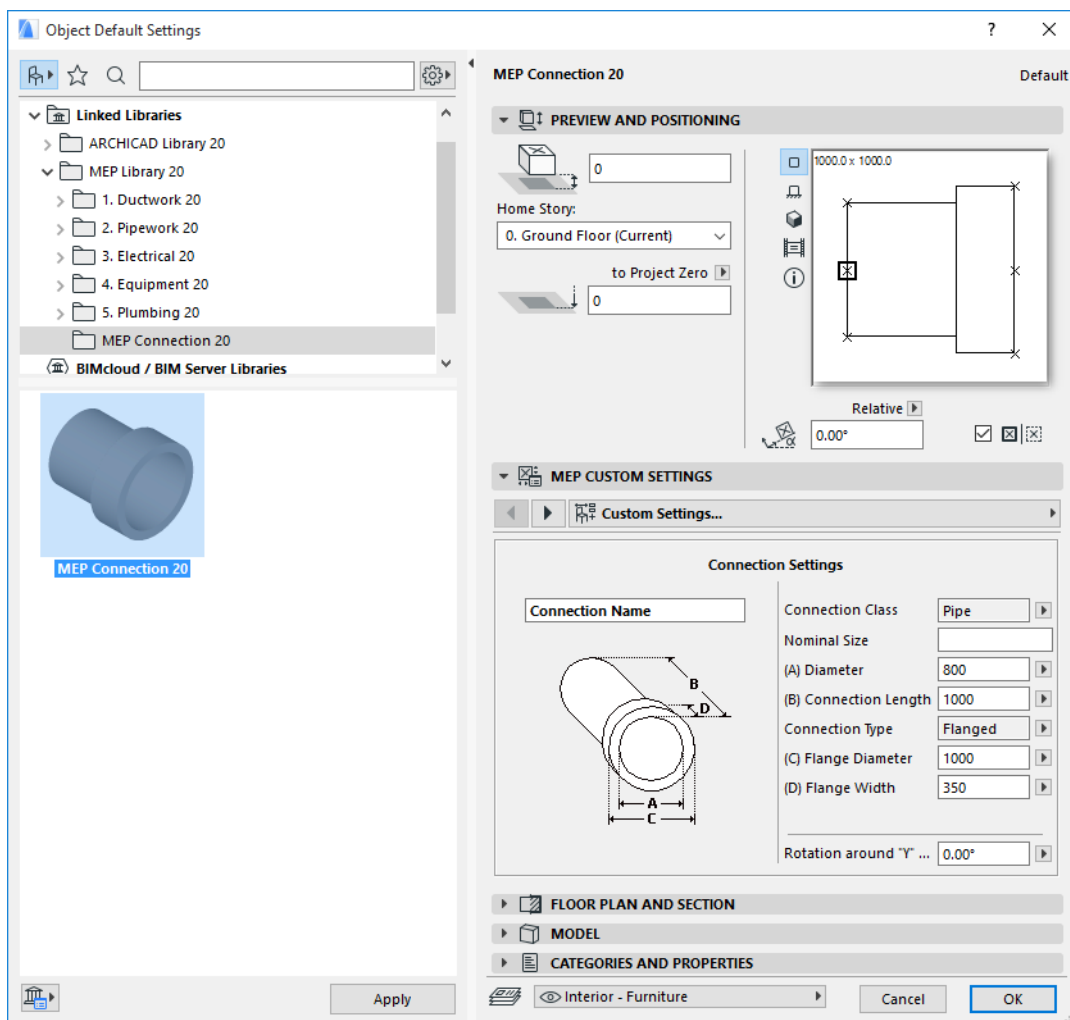 Object Default Settings
?
Linked Libraries
ARCHICAD Library 20
MEP Library 20
1. Ductwork 20
2. Pipework 20
3. Electrical 20
4. Equipment 20
5. Plumbing 20
MEP Connection 20
BIMcloud / BIM Server Libraries
MEP Connection 20
Apply
MEP Connection 20
Default
PREVIEW AND POSITIONING
0
Home Story:
0. Ground Floor (Current)
to Project Zero
0
1000.0 x 1000.0
Relative
α
0.00°
MEP CUSTOM SETTINGS
Custom Settings...
Connection Settings
Connection Name
B
D
A
C
Connection Class Pipe
Nominal Size
(A) Diameter 800
(B) Connection Length 1000
Connection Type Flanged
(C) Flange Diameter 1000
(D) Flange Width 350
Rotation around "Y" ... 0.00°
FLOOR PLAN AND SECTION
MODEL
CATEGORIES AND PROPERTIES
Interior - Furniture
Cancel
OK